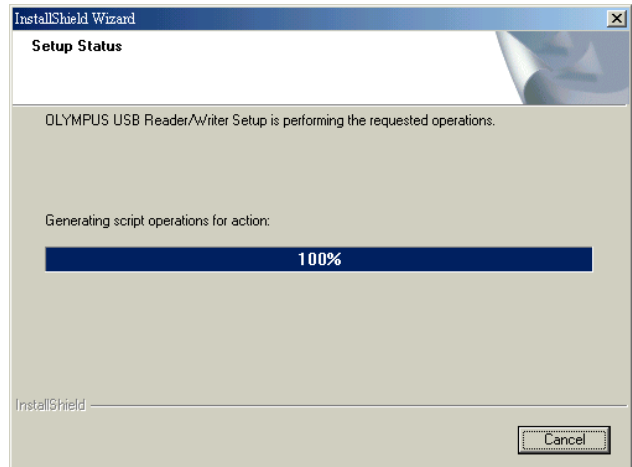 InstallShield Wizard
Setup Status
OLYMPUS USB Reader/Writer Setup is performing the requested operations.
Generating script operations for action:
100%
InstallShield
Cancel